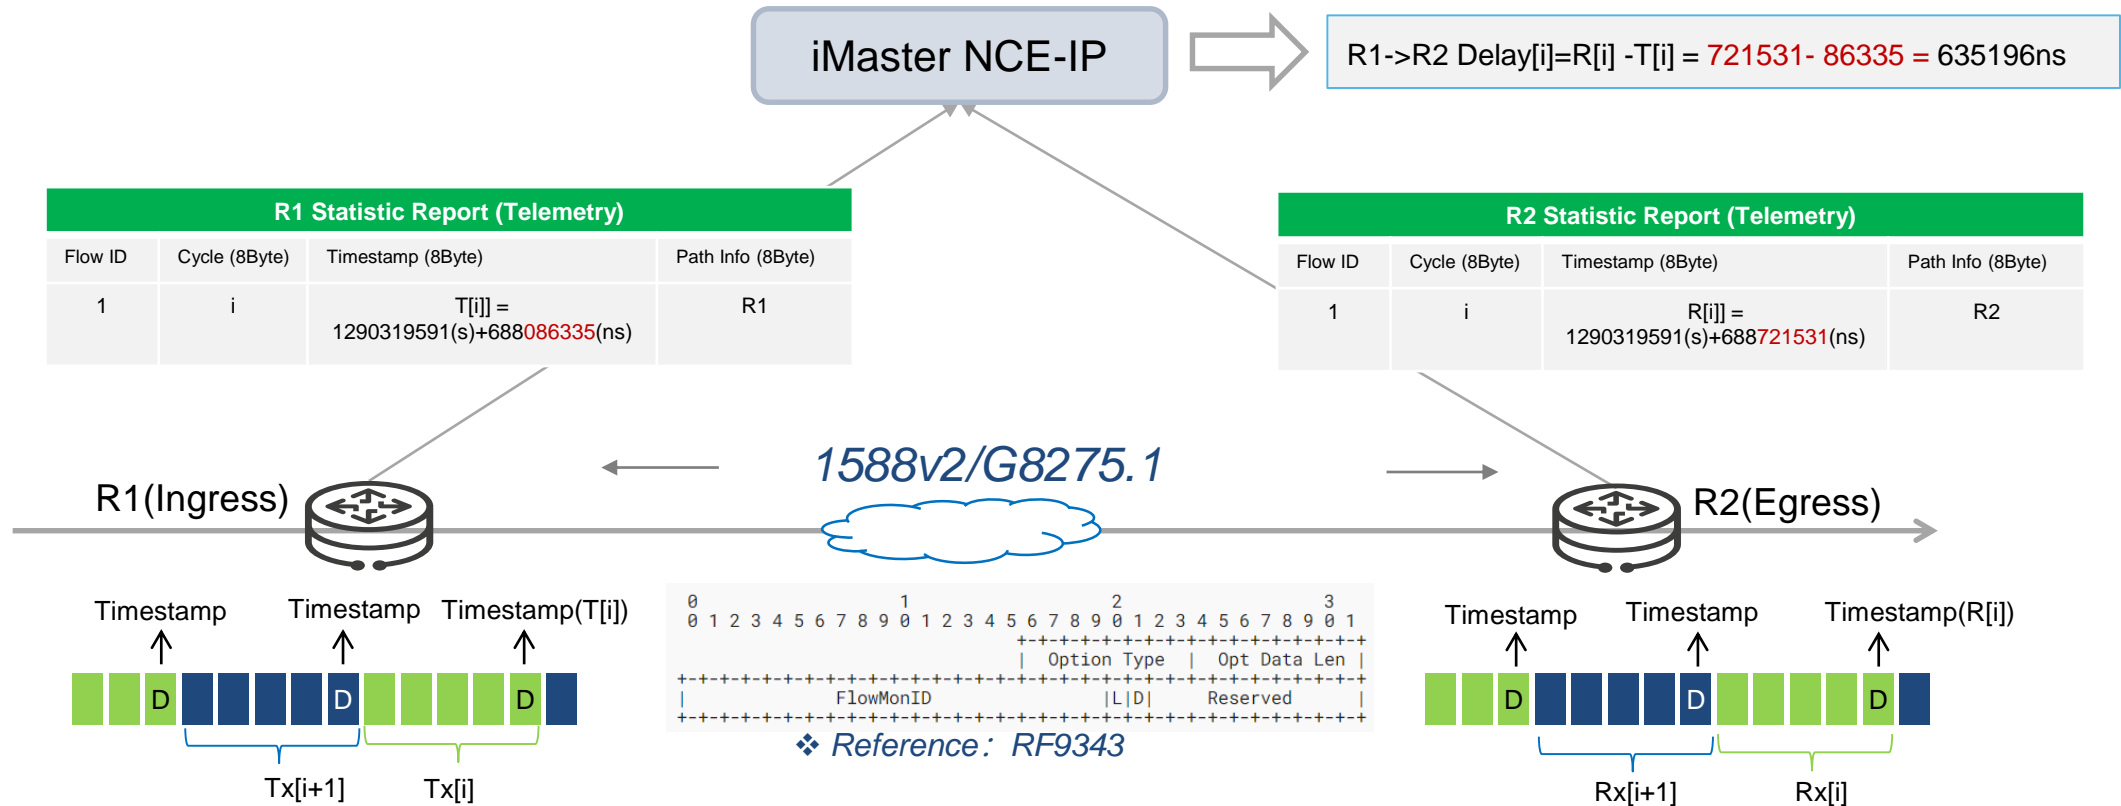 iMaster NCE-IP
R1->R2 Delay[i]=R[i] -T[i] = 721531- 86335 = 635196ns
R1 Statistic Report (Telemetry)
Flow ID Cycle (8Byte) Timestamp (8Byte) Path Info (8Byte)
1 i T[i]] = R1
1290319591(s)+688086335(ns)
R2 Statistic Report (Telemetry)
Flow ID Cycle (8Byte) Timestamp (8Byte) Path Info (8Byte)
1 i R[i]] = R2
1290319591(s)+688721531(ns)
1588v2/G8275.1
R1(Ingress)
R2(Egress)
Timestamp Timestamp Timestamp(T[i])
D D D
Tx[i+1] Tx[i]
0 1 2 3
0 1 2 3 4 5 6 7 8 9 0 1 2 3 4 5 6 7 8 9 0 1 2 3 4 5 6 7 8 9 0 1
+-+-+-+-+-+-+-+-+-+-+-+-+-+-+-+-+
| Option Type | Opt Data Len |
+-+-+-+-+-+-+-+-+-+-+-+-+-+-+-+-+-+-+-+-+-+-+-+-+-+-+-+-+-+-+-+-+
| FlowMonID |L|D| Reserved |
+-+-+-+-+-+-+-+-+-+-+-+-+-+-+-+-+-+-+-+-+-+-+-+-+-+-+-+-+-+-+-+-+
❖ Reference：RF9343
Timestamp Timestamp Timestamp(R[i])
D D D
Rx[i+1] Rx[i]